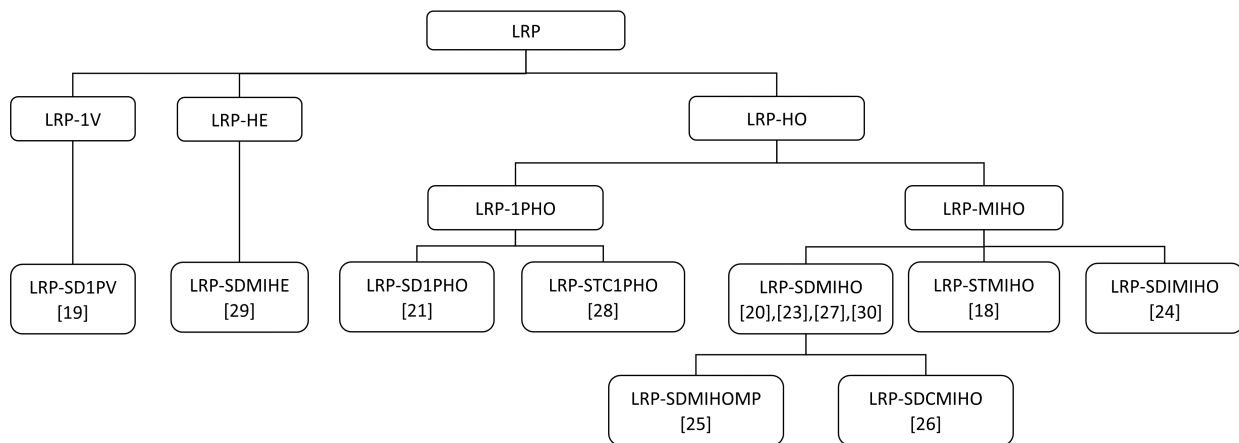 LRP
LRP-1V
LRP-HE
LRP-HO
LRP-1PHO
LRP-MIHO
LRP-SD1PV
[19]
LRP-SDMIHE
[29]
LRP-SD1PHO
[21]
LRP-STC1PHO
[28]
LRP-SDMIHO
[20],[23],[27],[30]
LRP-STMIHO
[18]
LRP-SDIMIHO
[24]
LRP-SDMIHOMP
[25]
LRP-SDCMIHO
[26]